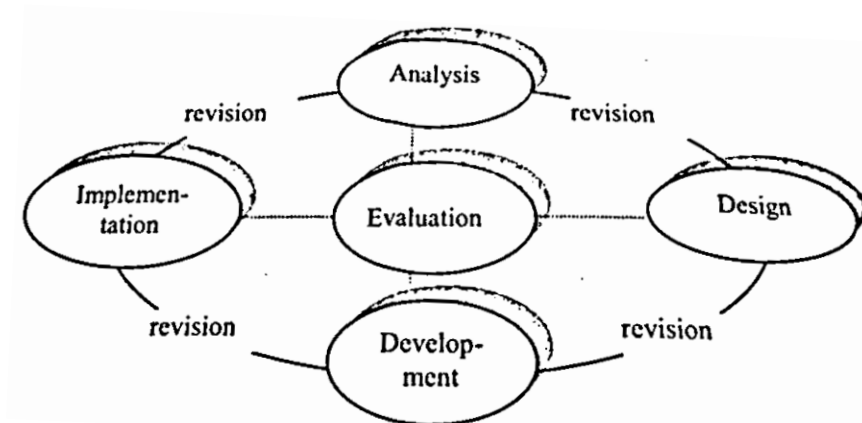 Analysis
revision
revision
Implemen-
tation
Evaluation
Design
revision
revision
Develop-
ment